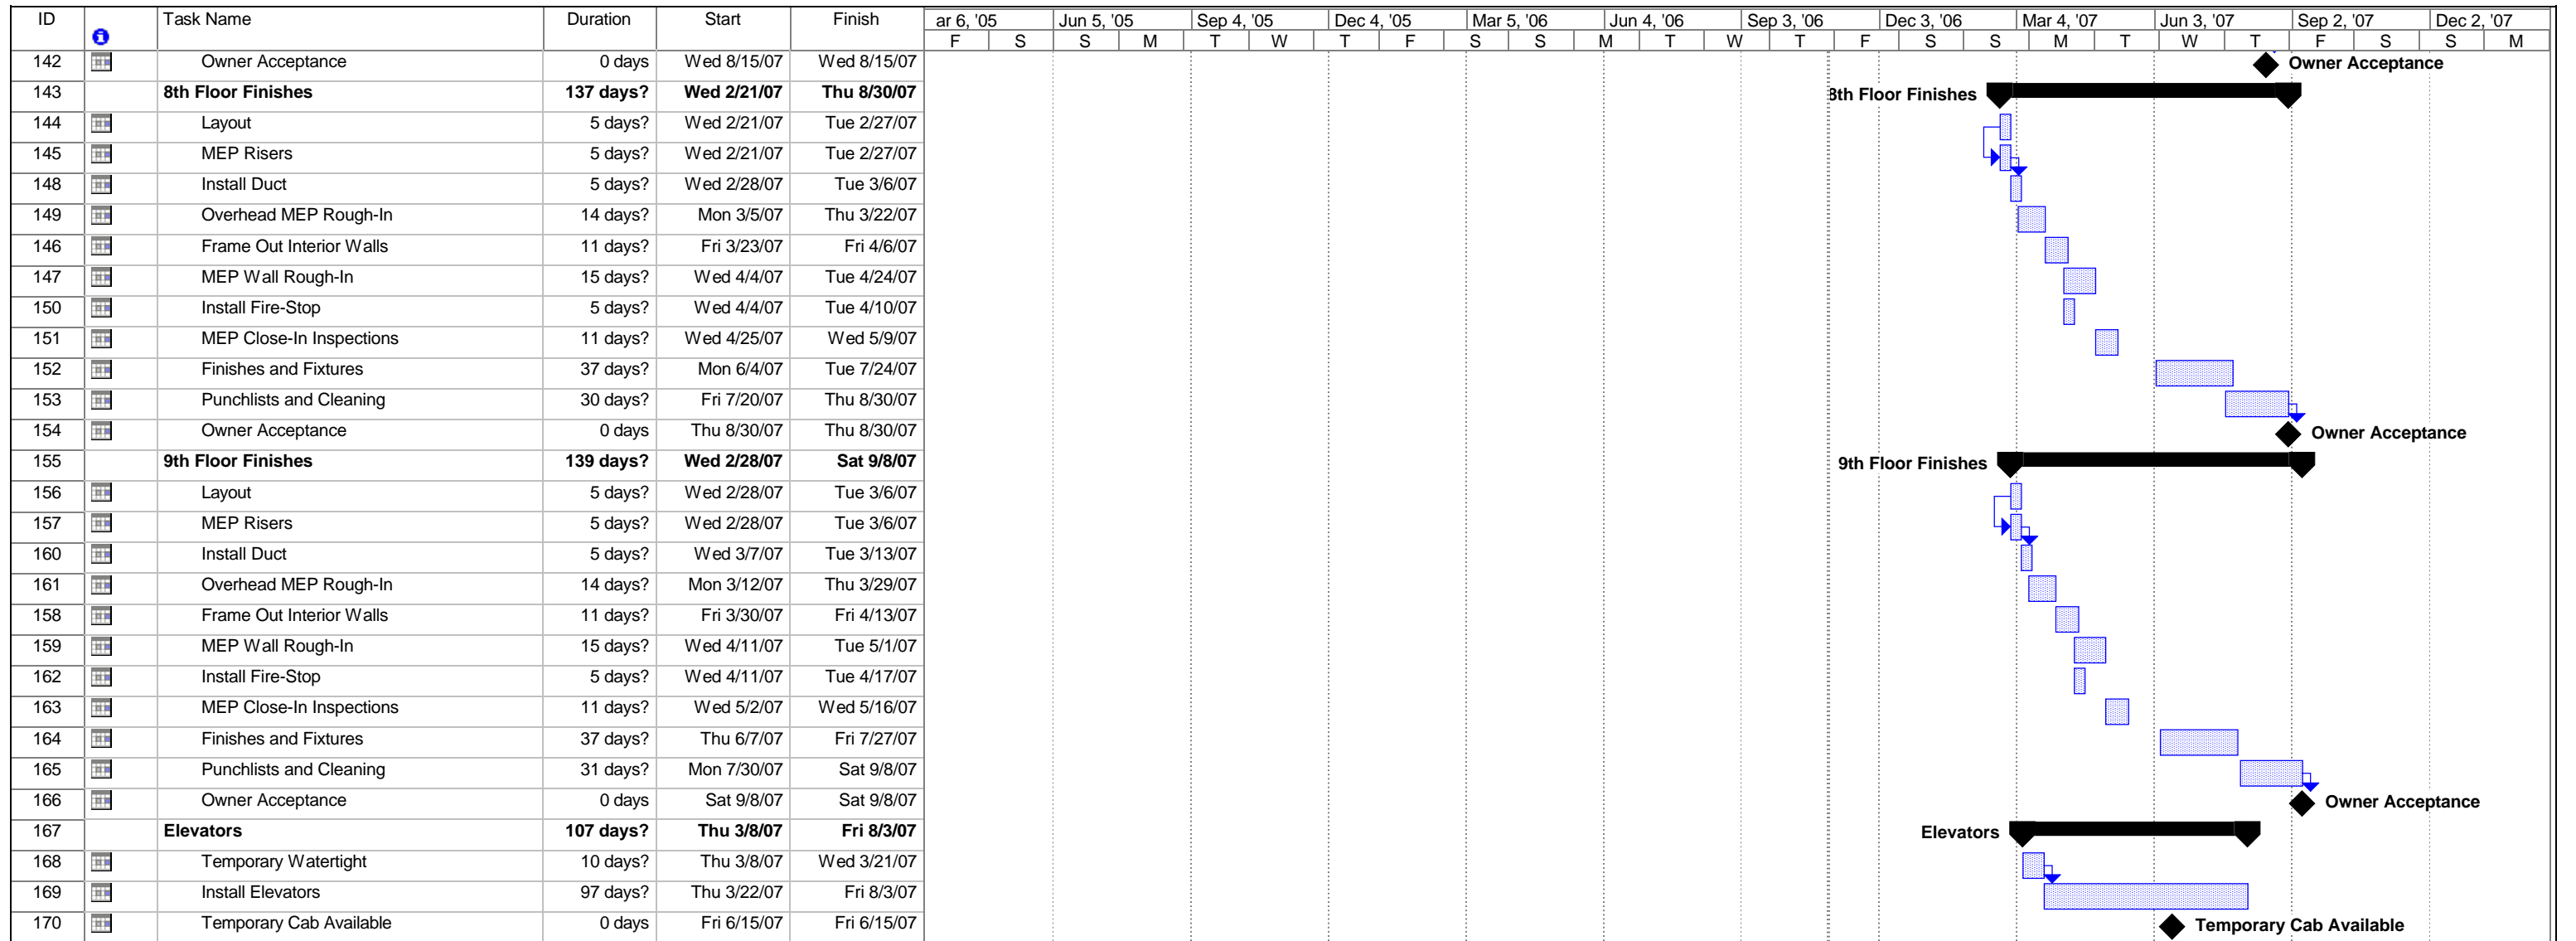 ID Task Name Duration Start Finish ar 6, '05 Jun 5, '05 Sep 4, '05 Dec 4, '05 Mar 5, '06 Jun 4, '06 Sep 3, '06 Dec 3, '06 Mar 4, '07 Jun 3, '07 Sep 2, '07 Dec 2, '07
F S S M T W T F S S M T W T F S S M T W T F S S M
142 Owner Acceptance 0 days Wed 8/15/07 Wed 8/15/07 Owner Acceptance
143 8th Floor Finishes 137 days? Wed 2/21/07 Thu 8/30/07 8th Floor Finishes
144 Layout 5 days? Wed 2/21/07 Tue 2/27/07
145 MEP Risers 5 days? Wed 2/21/07 Tue 2/27/07
148 Install Duct 5 days? Wed 2/28/07 Tue 3/6/07
149 Overhead MEP Rough-In 14 days? Mon 3/5/07 Thu 3/22/07
146 Frame Out Interior Walls 11 days? Fri 3/23/07 Fri 4/6/07
147 MEP Wall Rough-In 15 days? Wed 4/4/07 Tue 4/24/07
150 Install Fire-Stop 5 days? Wed 4/4/07 Tue 4/10/07
151 MEP Close-In Inspections 11 days? Wed 4/25/07 Wed 5/9/07
152 Finishes and Fixtures 37 days? Mon 6/4/07 Tue 7/24/07
153 Punchlists and Cleaning 30 days? Fri 7/20/07 Thu 8/30/07
154 Owner Acceptance 0 days Thu 8/30/07 Thu 8/30/07 Owner Acceptance
155 9th Floor Finishes 139 days? Wed 2/28/07 Sat 9/8/07 9th Floor Finishes
156 Layout 5 days? Wed 2/28/07 Tue 3/6/07
157 MEP Risers 5 days? Wed 2/28/07 Tue 3/6/07
160 Install Duct 5 days? Wed 3/7/07 Tue 3/13/07
161 Overhead MEP Rough-In 14 days? Mon 3/12/07 Thu 3/29/07
158 Frame Out Interior Walls 11 days? Fri 3/30/07 Fri 4/13/07
159 MEP Wall Rough-In 15 days? Wed 4/11/07 Tue 5/1/07
162 Install Fire-Stop 5 days? Wed 4/11/07 Tue 4/17/07
163 MEP Close-In Inspections 11 days? Wed 5/2/07 Wed 5/16/07
164 Finishes and Fixtures 37 days? Thu 6/7/07 Fri 7/27/07
165 Punchlists and Cleaning 31 days? Mon 7/30/07 Sat 9/8/07
166 Owner Acceptance 0 days Sat 9/8/07 Sat 9/8/07 Owner Acceptance
167 Elevators 107 days? Thu 3/8/07 Fri 8/3/07 Elevators
168 Temporary Watertight 10 days? Thu 3/8/07 Wed 3/21/07
169 Install Elevators 97 days? Thu 3/22/07 Fri 8/3/07
170 Temporary Cab Available 0 days Fri 6/15/07 Fri 6/15/07 Temporary Cab Available